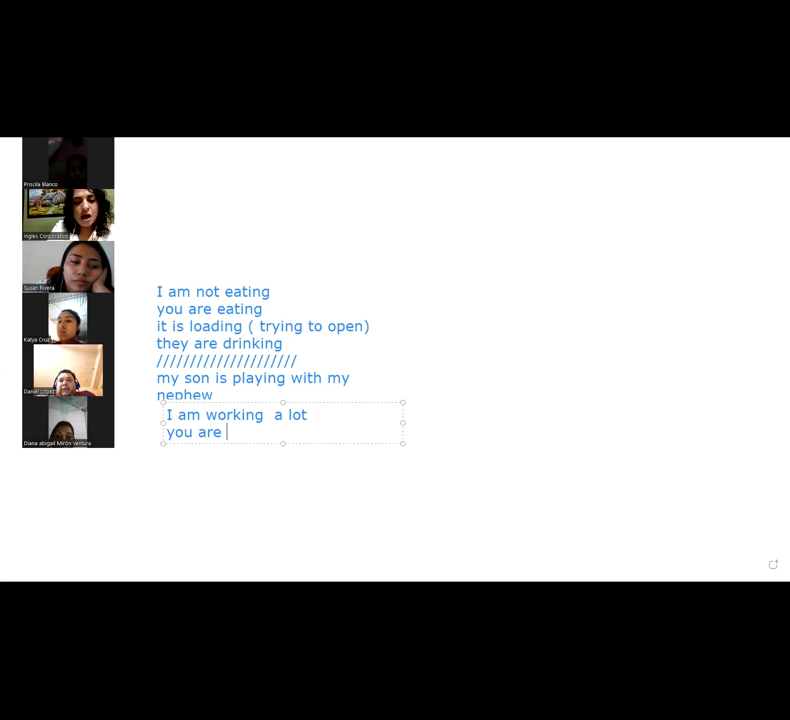 Priscila Blanco
Ingles Corporativo
Susan Rivera
Katya Cruz
Daniel LOPEZ
Diana abigail Mirón Ventura
I am not eating
you are eating
it is loading ( trying to open)
they are drinking
/////////////////////
my son is playing with my
nephew
I am working  a lot
you are